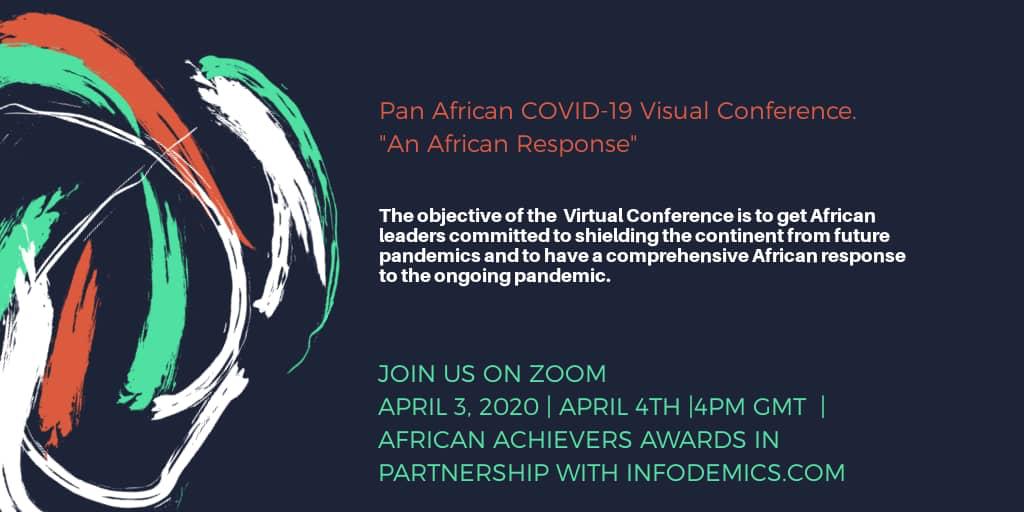 Pan African COVID-19 Visual Conference.
"An African Response"
The objective of the Virtual Conference is to get African
leaders committed to shielding the continent from future
pandemics and to have a comprehensive African response
to the ongoing pandemic.
JOIN US ON ZOOM
APRIL 3, 2020 | APRIL 4TH |4PM GMT |
AFRICAN ACHIEVERS AWARDS IN
PARTNERSHIP WITH INFODEMICS.COM